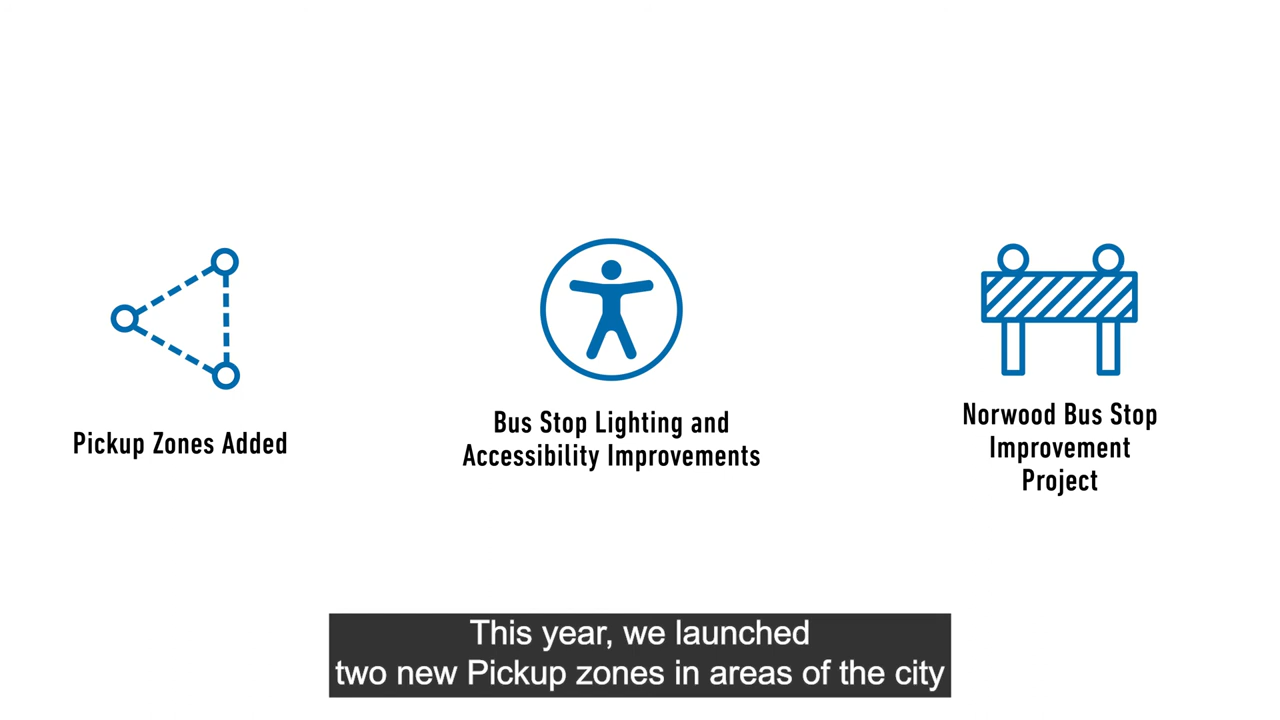 Pickup Zones Added
Bus Stop Lighting and
Accessibility Improvements
Norwood Bus Stop
Improvement
Project
This year, we launched
two new Pickup zones in areas of the city